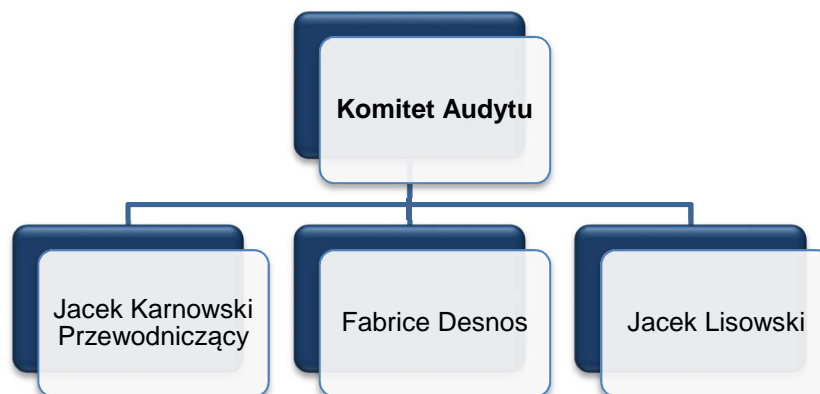 Komitet Audytu
Jacek Karnowski
Przewodniczący
Fabrice Desnos
Jacek Lisowski